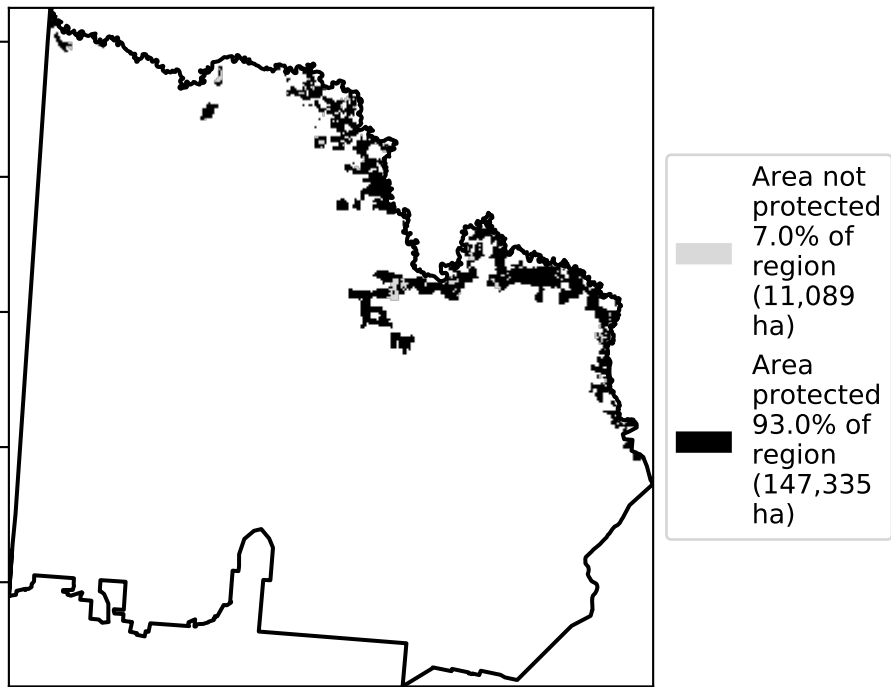 Area not
protected
7.0% of
region
(11,089
ha)
Area
protected
93.0% of
region
(147,335
ha)